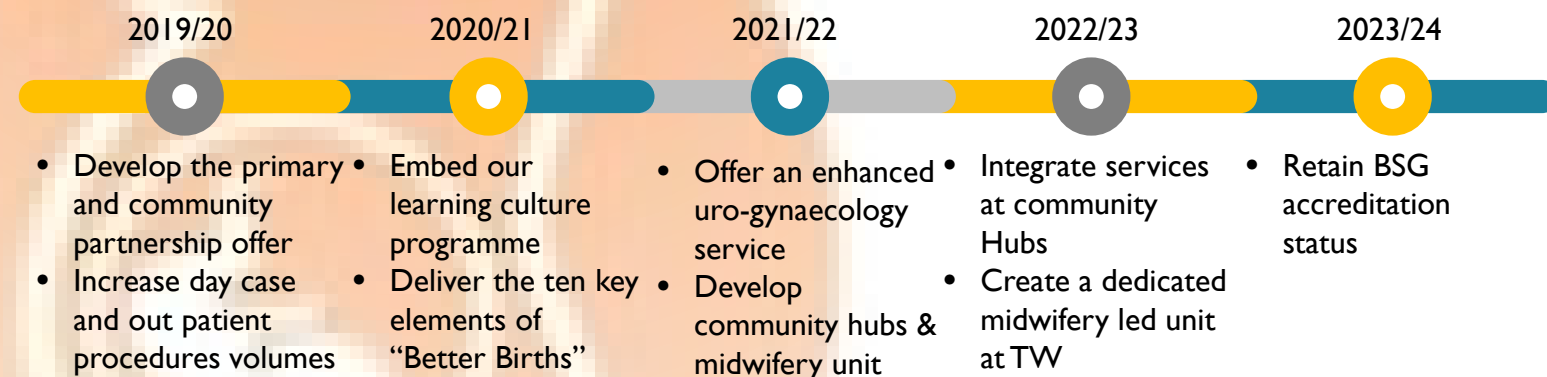 2019/20
2020/21
2021/22
2022/23
2023/24
• Develop the primary
and community
partnership offer
• Increase day case
and out patient
procedures volumes
• Embed our
learning culture
programme
• Deliver the ten key
elements of
“Better Births”
• Offer an enhanced
uro-gynaecology
service
• Develop
community hubs &
midwifery unit
• Integrate services
at community
Hubs
• Create a dedicated
midwifery led unit
at TW
• Retain BSG
accreditation
status